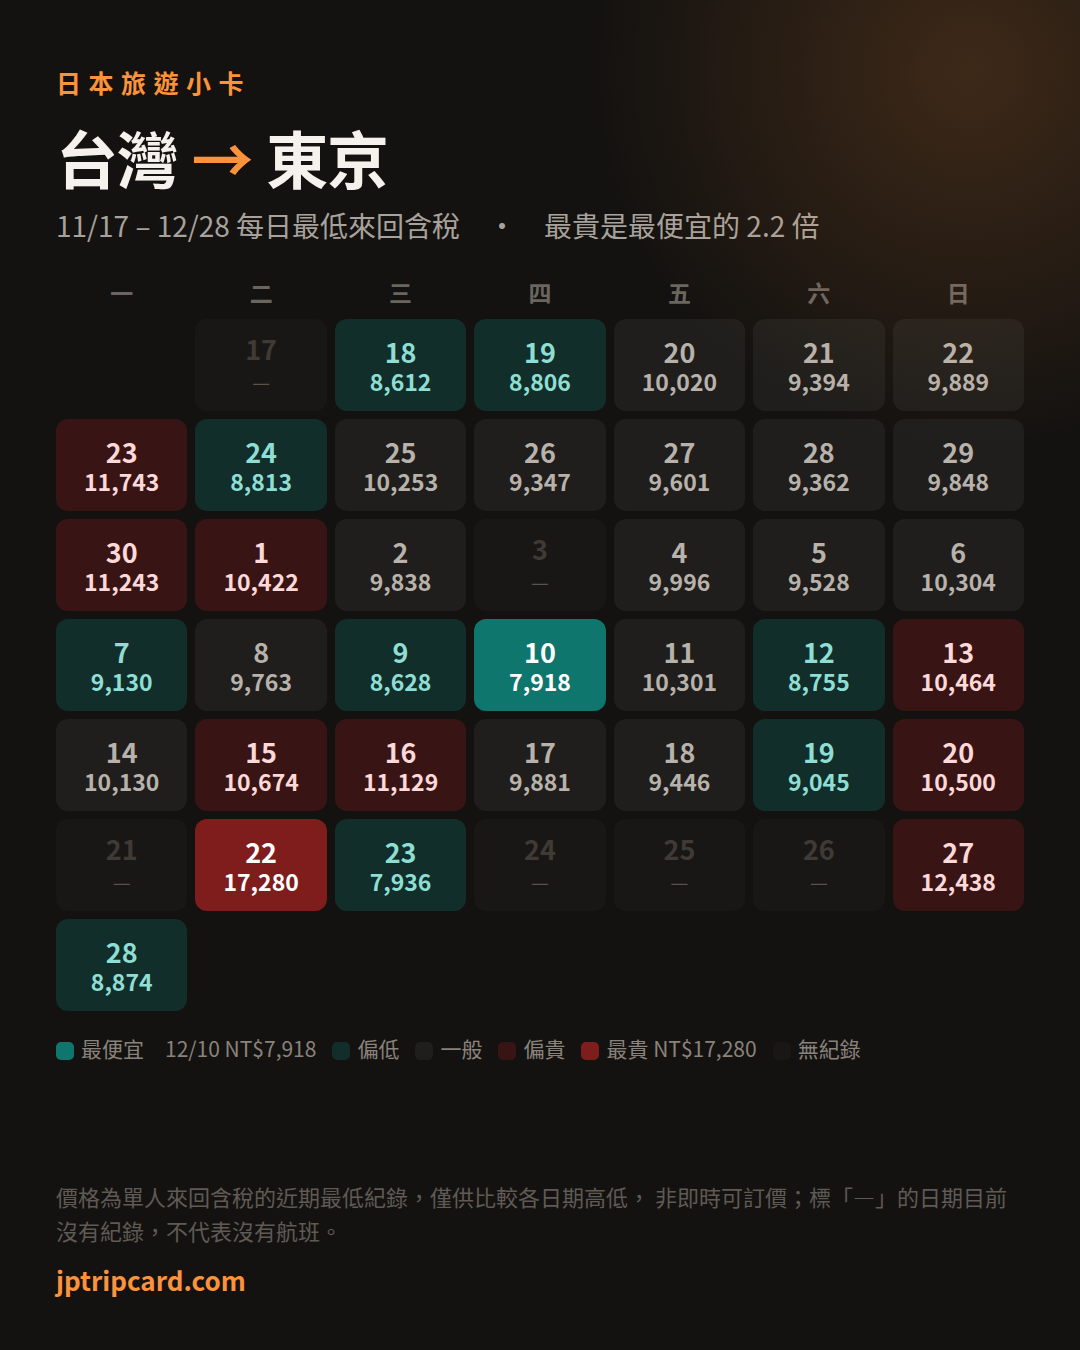 日本旅遊小卡
台灣 → 東京
11/17 – 12/28 每日最低來回含稅 ・ 最貴是最便宜的 2.2 倍
一 二 三 四 五 六 日
17 18 19 20 21 22
— 8,612 8,806 10,020 9,394 9,889
23 24 25 26 27 28 29
11,743 8,813 10,253 9,347 9,601 9,362 9,848
30 1 2 3 4 5 6
11,243 10,422 9,838 — 9,996 9,528 10,304
7 8 9 10 11 12 13
9,130 9,763 8,628 7,918 10,301 8,755 10,464
14 15 16 17 18 19 20
10,130 10,674 11,129 9,881 9,446 9,045 10,500
21 22 23 24 25 26 27
— 17,280 7,936 — — — 12,438
28
8,874
最便宜 12/10 NT$7,918 偏低 一般 偏貴 最貴 NT$17,280 無紀錄
價格為單人來回含稅的近期最低紀錄，僅供比較各日期高低， 非即時可訂價；標「—」的日期目前
沒有紀錄，不代表沒有航班。
jptripcard.com